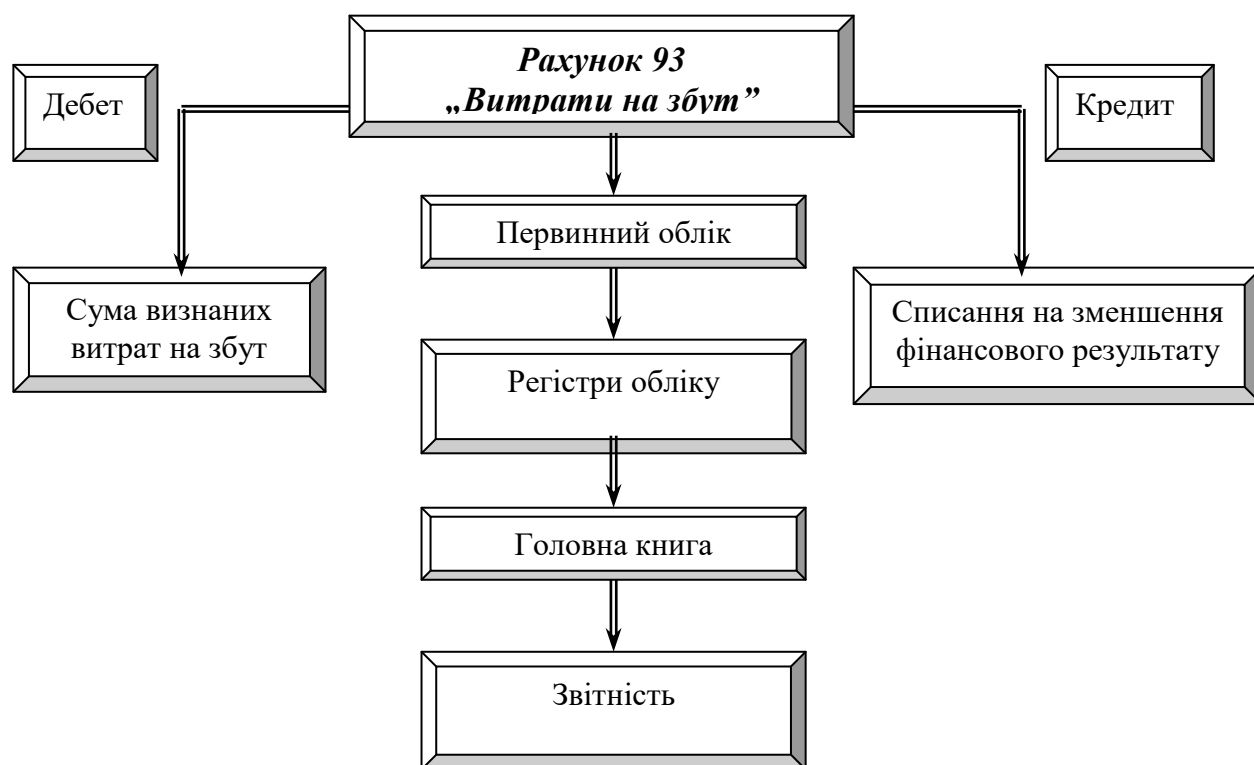 Рахунок 93
„Витрати на збут”
Дебет
Кредит
Первинний облік
Сума визнаних
витрат на збут
Списання на зменшення
фінансового результату
Регістри обліку
Головна книга
Звітність